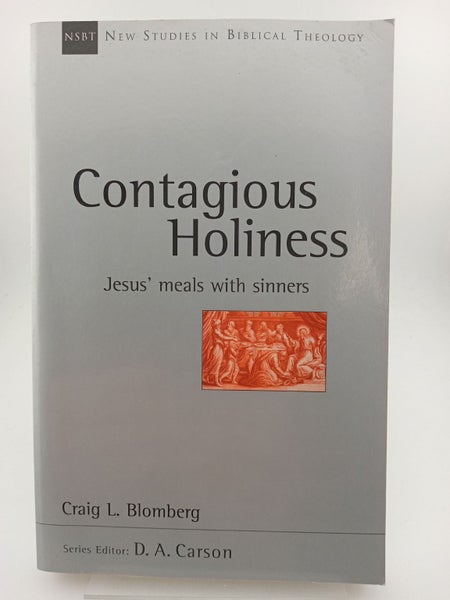 NSBT NEW STUDIES IN BIBLICAL THEOLOGY
Contagious
Holiness
Jesus' meals with sinners
Craig L. Blomberg
Series Editor: D. A. Carson